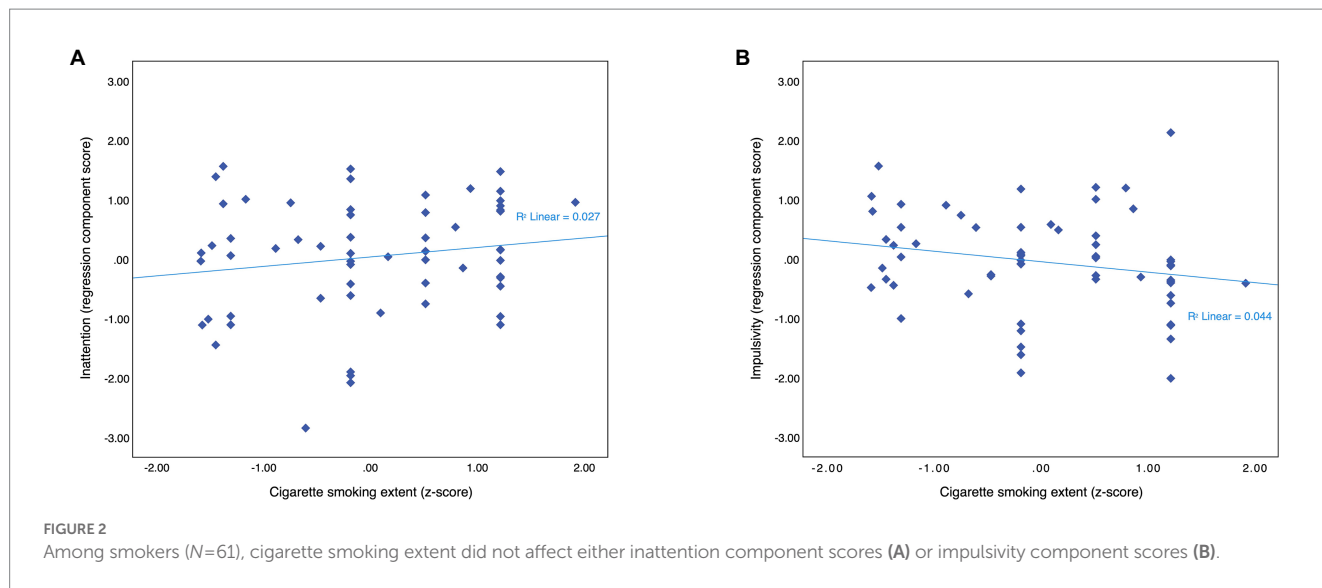 A
3.00
2.00
1.00
.00
-1.00
-2.00
-3.00
Inattention (regression component score)
R² Linear = 0.027
-2.00 -1.00 .00 1.00 2.00
Cigarette smoking extent (z-score)
B
3.00
2.00
1.00
.00
-1.00
-2.00
-3.00
Impulsivity (regression component score)
R² Linear = 0.044
-2.00 -1.00 .00 1.00 2.00
Cigarette smoking extent (z-score)
FIGURE 2
Among smokers (N=61), cigarette smoking extent did not affect either inattention component scores (A) or impulsivity component scores (B).